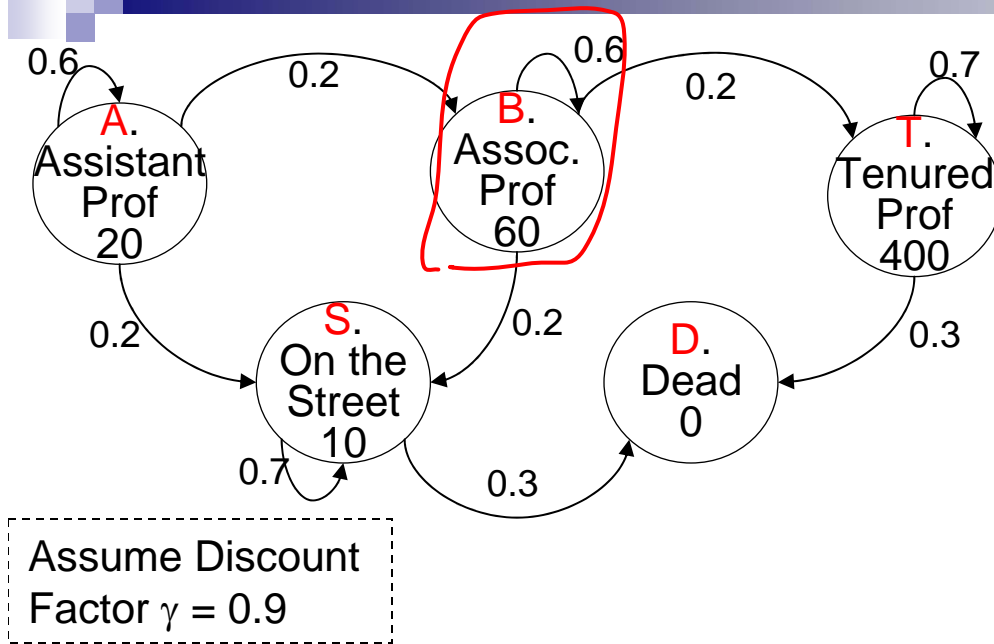 0.6
0.2
0.6
0.2
0.7
A.
Assistant
Prof
20
B.
Assoc.
Prof
60
T.
Tenured
Prof
400
0.2
0.2
0.3
S.
On the
Street
10
D.
Dead
0
0.7
0.3
Assume Discount
Factor γ = 0.9